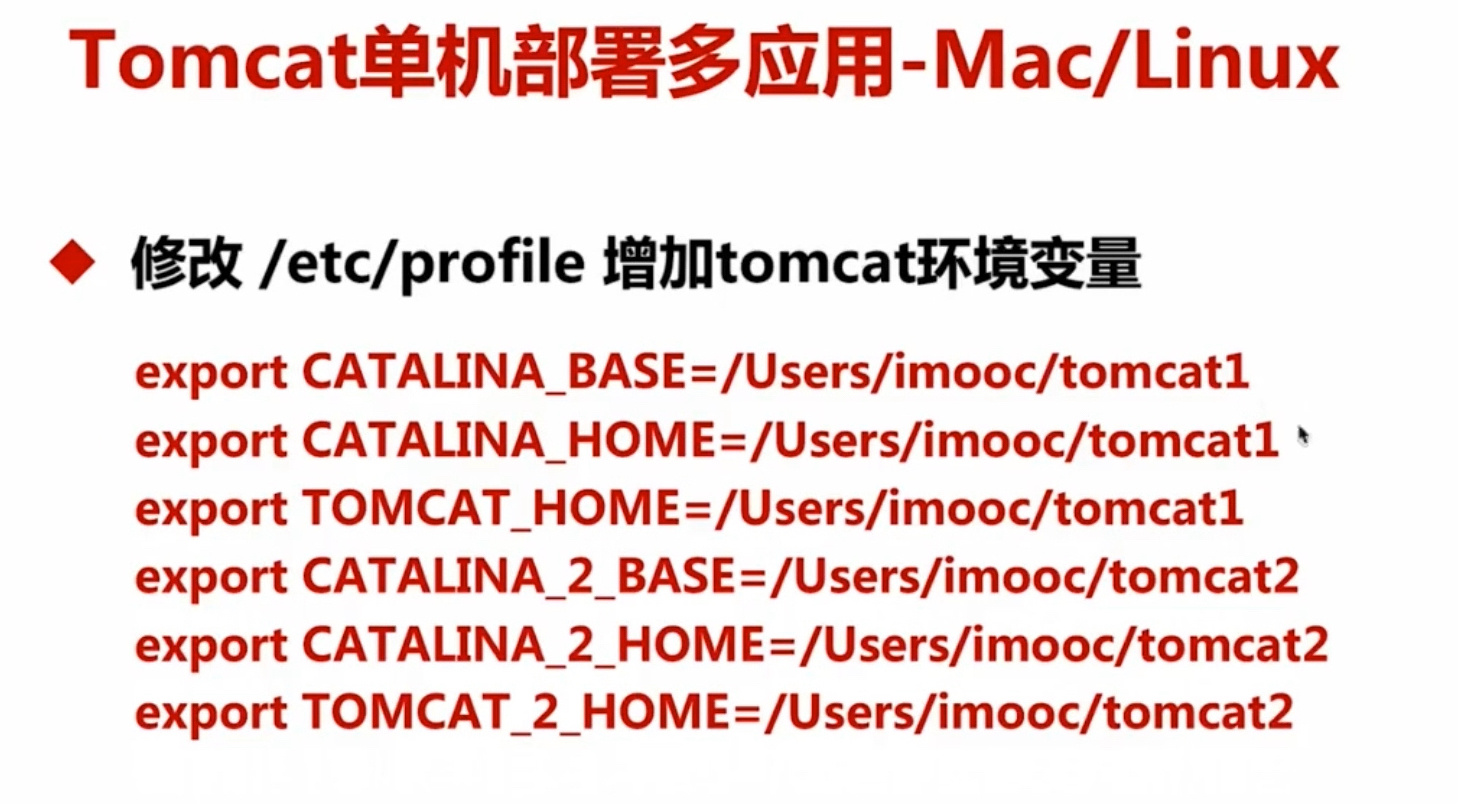 Tomcat单机部署多应用-Mac/Linux
修改 /etc/profile 增加tomcat环境变量
export CATALINA_BASE=/Users/imooc/tomcat1
export CATALINA_HOME=/Users/imooc/tomcat1
export TOMCAT_HOME=/Users/imooc/tomcat1
export CATALINA_2_BASE=/Users/imooc/tomcat2
export CATALINA_2_HOME=/Users/imooc/tomcat2
export TOMCAT_2_HOME=/Users/imooc/tomcat2